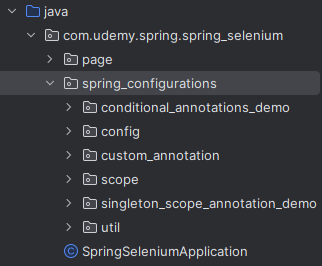 java
com.udemy.spring.spring_selenium
page
spring_configurations
conditional_annotations_demo
config
custom_annotation
scope
singleton_scope_annotation_demo
util
SpringSeleniumApplication